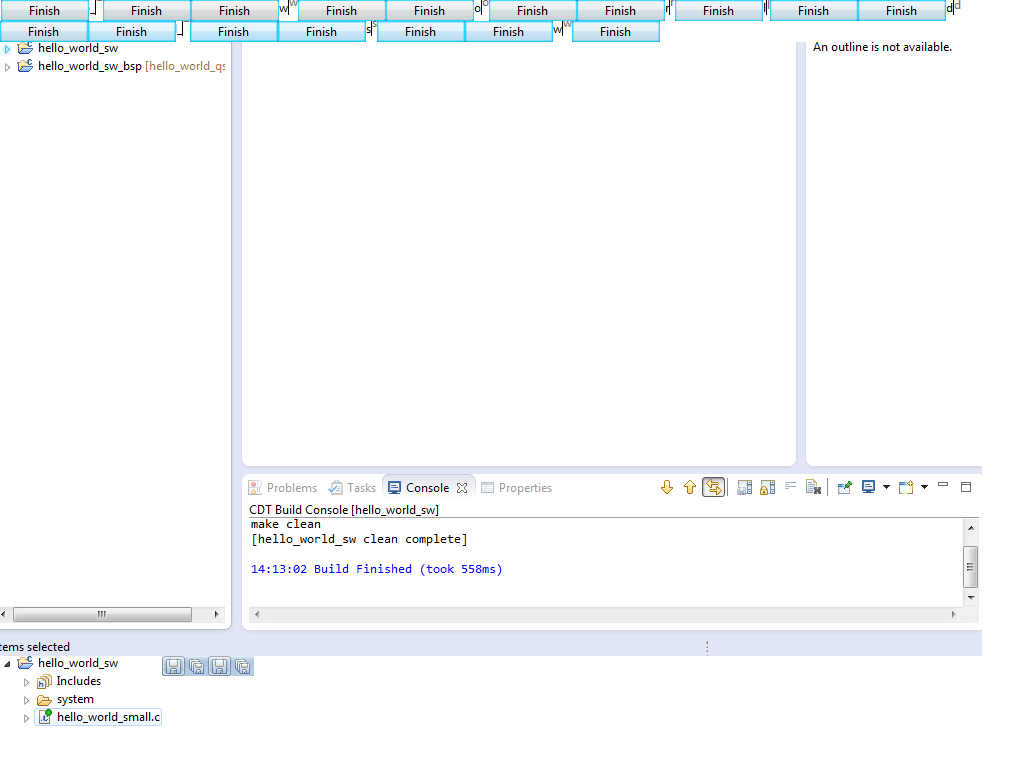 Finish _ Finish Finish w w Finish Finish o o Finish Finish r r Finish l l Finish Finish d d
Finish Finish _ Finish Finish s s Finish Finish w w Finish
hello_world_sw
hello_world_sw_bsp [hello_world_qs
An outline is not available.
Problems Tasks Console Properties
CDT Build Console [hello_world_sw]
make clean
[hello_world_sw clean complete]
14:13:02 Build Finished (took 558ms)
tems selected
hello_world_sw
Includes
system
hello_world_small.c